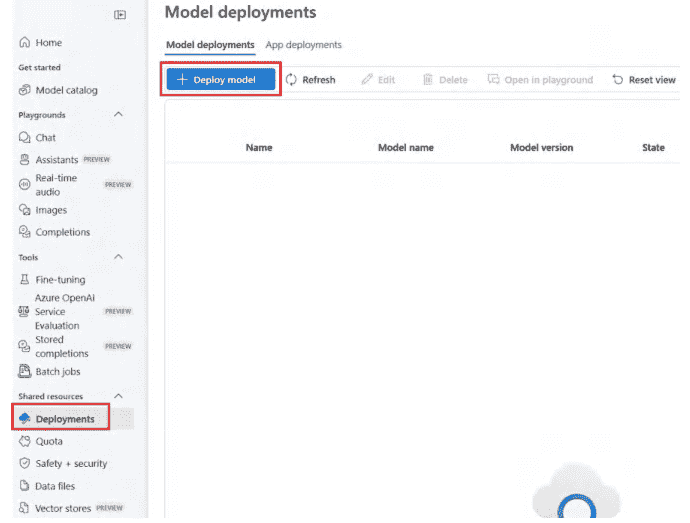 Model deployments
Model deployments App deployments
+ Deploy model Refresh Edit Delete Open in playground Reset view
Name Model name Model version State
Home
Get started
Model catalog
Playgrounds
Chat
Assistants PREVIEW
Real-time
audio PREVIEW
Images
Completions
Tools
Fine-tuning
Azure OpenAI
Service PREVIEW
Evaluation
Stored
completions PREVIEW
Batch jobs
Shared resources
Deployments
Quota
Safety + security
Data files
Vector stores PREVIEW